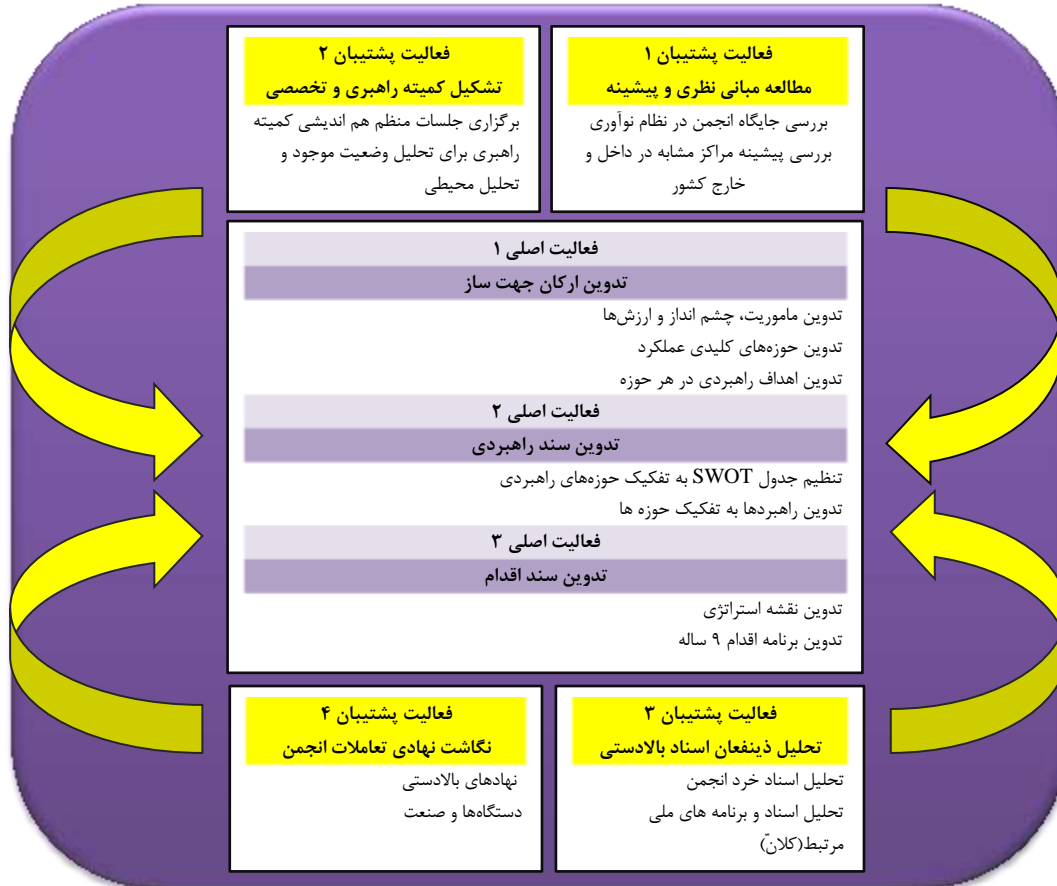 فعالیت پشتیبان ۱
مطالعه مبانی نظری و پیشینه
بررسی جایگاه انجمن در نظام نوآوری
بررسی پیشینه مراکز مشابه در داخل و
خارج کشور
فعالیت پشتیبان ۲
تشکیل کمیته راهبری و تخصصی
برگزاری جلسات منظم هم اندیشی کمیته
راهبری برای تحلیل وضعیت موجود و
تحلیل محیطی
فعالیت اصلی ۱
تدوین ارکان جهت ساز
تدوین ماموریت، چشم انداز و ارزش‌ها
تدوین حوزه‌های کلیدی عملکرد
تدوین اهداف راهبردی در هر حوزه
فعالیت اصلی ۲
تدوین سند راهبردی
تنظیم جدول SWOT به تفکیک حوزه‌های راهبردی
تدوین راهبردها به تفکیک حوزه ها
فعالیت اصلی ۳
تدوین سند اقدام
تدوین نقشه استراتژی
تدوین برنامه اقدام ۹ ساله
فعالیت پشتیبان ۳
تحلیل ذینفعان اسناد بالادستی
تحلیل اسناد خرد انجمن
تحلیل اسناد و برنامه های ملی
مرتبط(کلانّ)
فعالیت پشتیبان ۴
نگاشت نهادی تعاملات انجمن
نهادهای بالادستی
دستگاه‌ها و صنعت